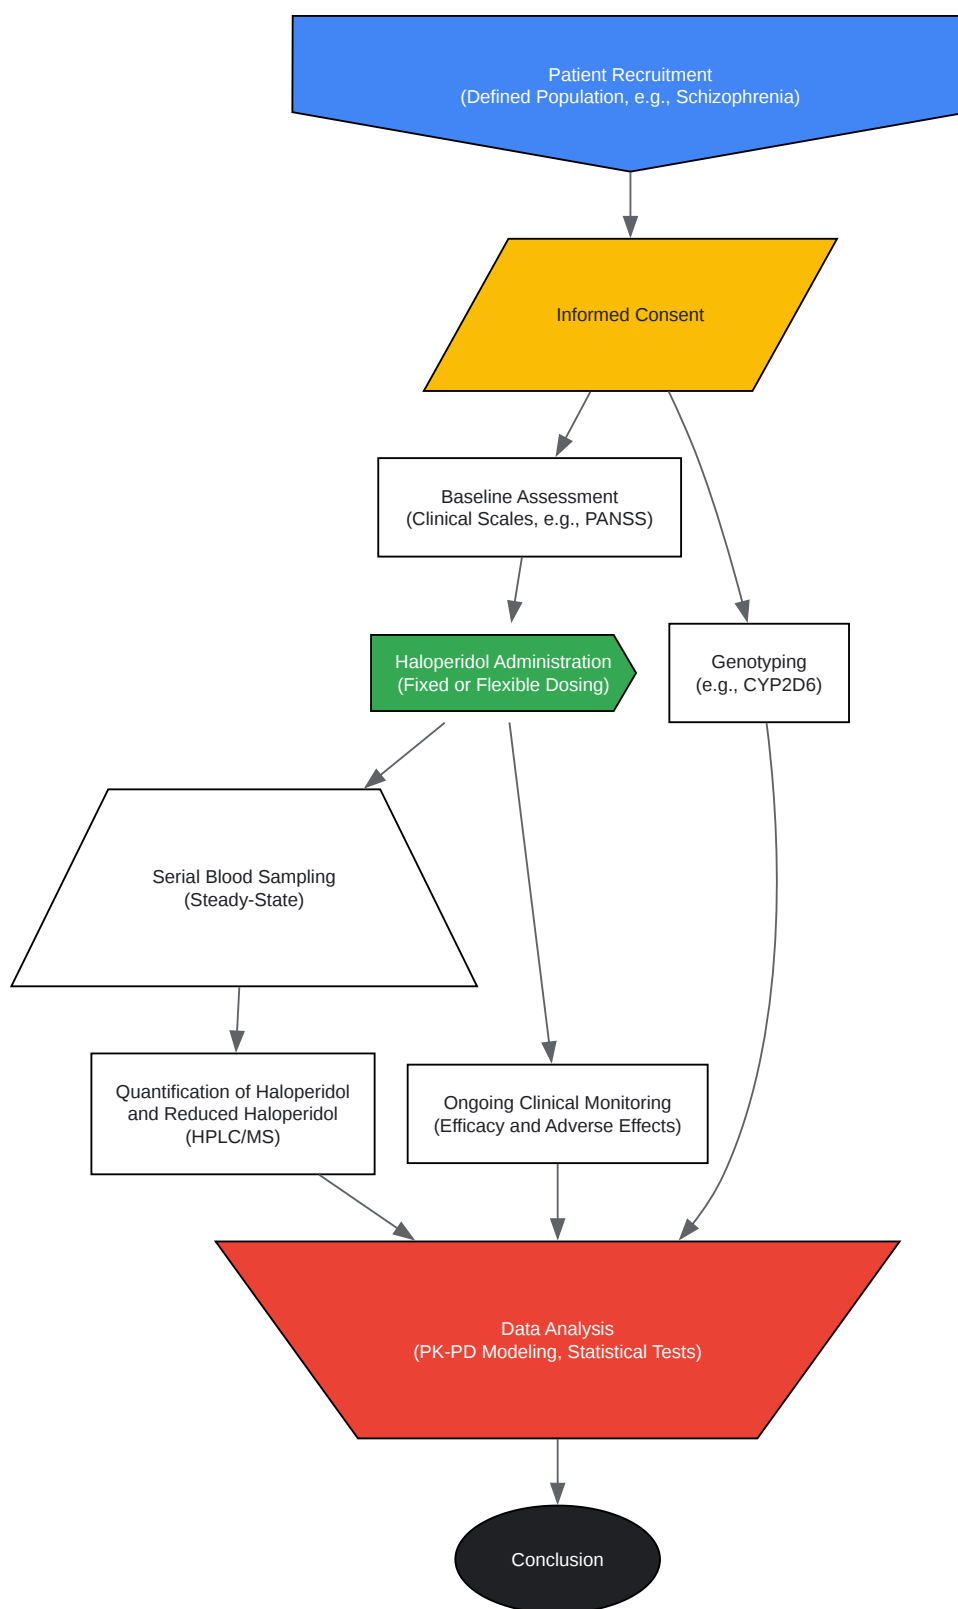 Patient Recruitment
(Defined Population, e.g., Schizophrenia)
Informed Consent
Baseline Assessment
(Clinical Scales, e.g., PANSS)
Haloperidol Administration
(Fixed or Flexible Dosing)
Genotyping
(e.g., CYP2D6)
Serial Blood Sampling
(Steady-State)
Quantification of Haloperidol
and Reduced Haloperidol
(HPLC/MS)
Ongoing Clinical Monitoring
(Efficacy and Adverse Effects)
Data Analysis
(PK-PD Modeling, Statistical Tests)
Conclusion